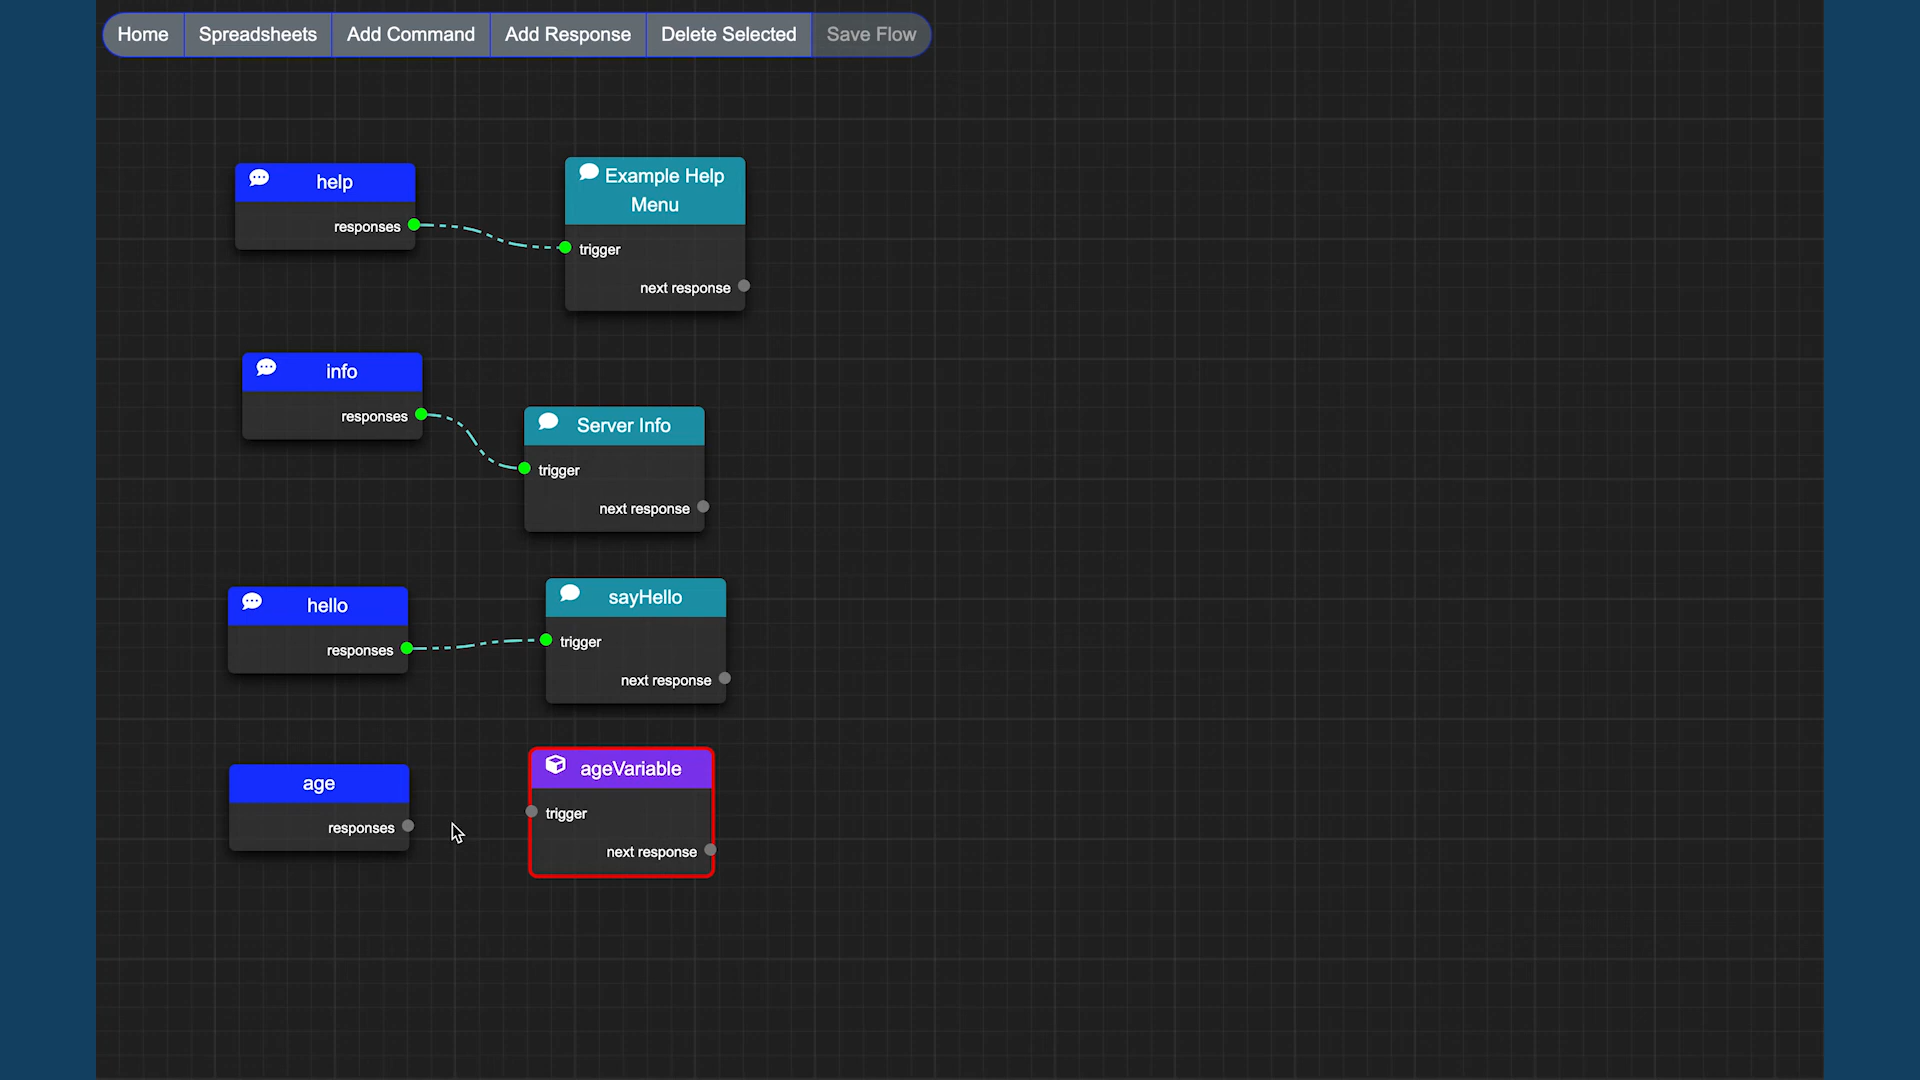 Home Spreadsheets Add Command Add Response Delete Selected Save Flow
help
responses
Example Help
Menu
trigger
next response
info
responses
Server Info
trigger
next response
hello
responses
sayHello
trigger
next response
age
responses
ageVariable
trigger
next response